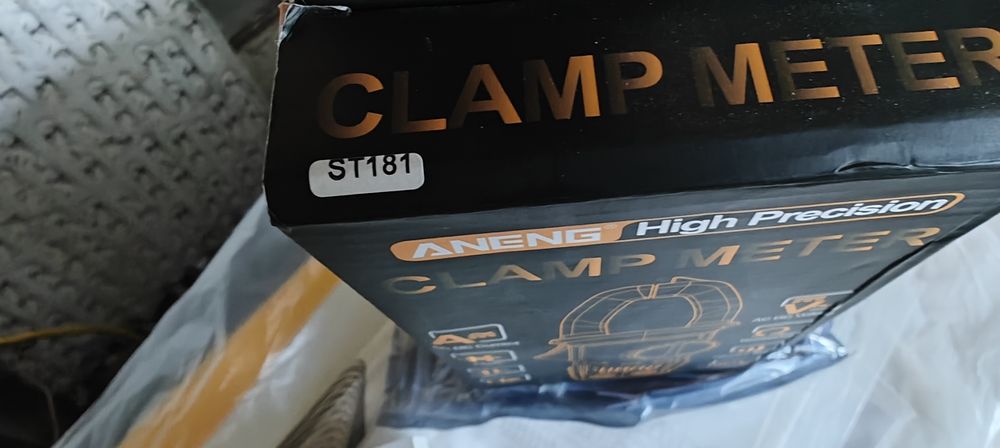 CLAMP METER
ST181
ANENG® High Precision
CLAMP METER